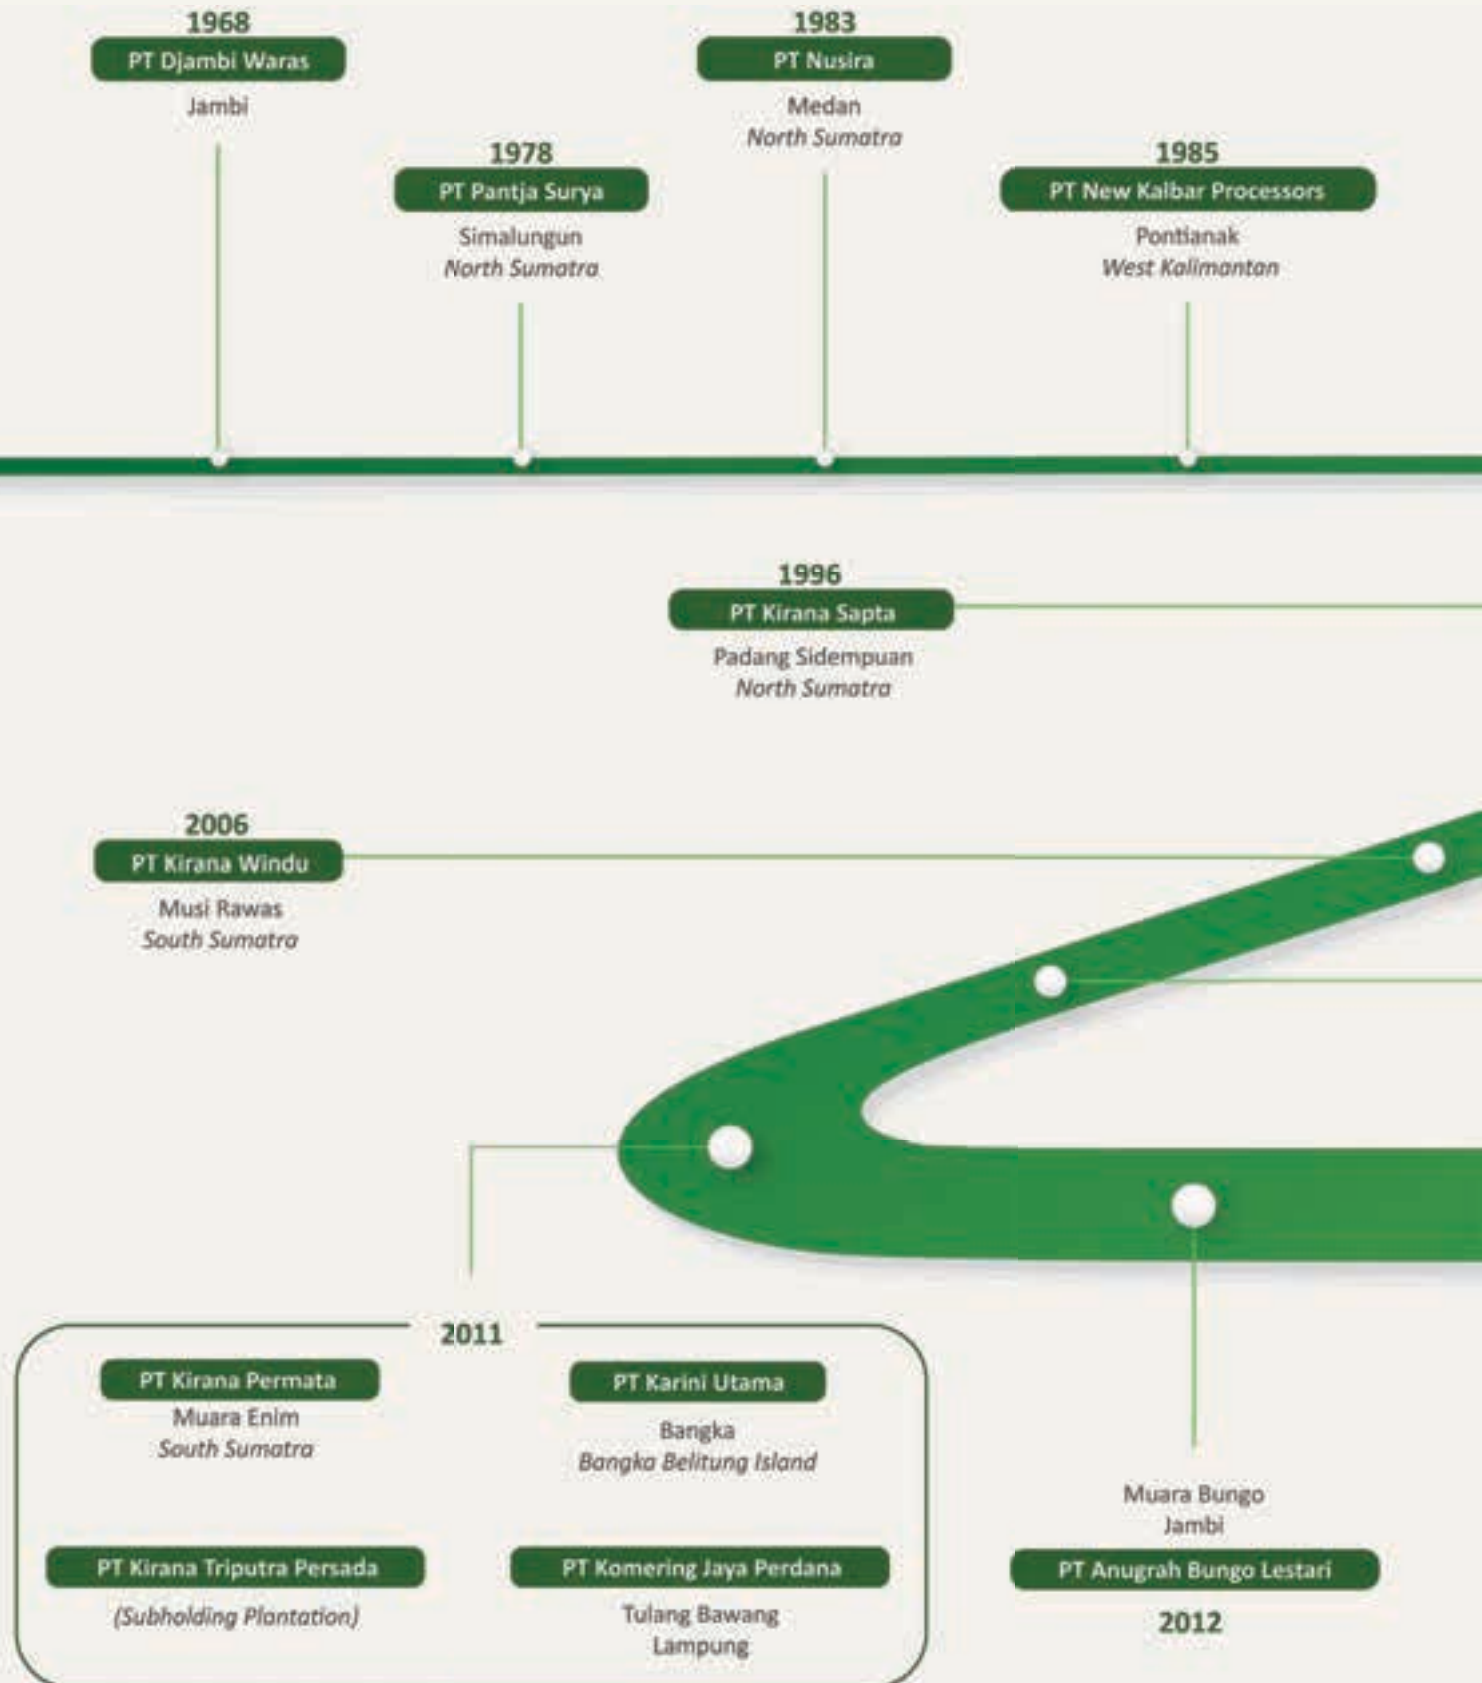 1968
PT Djambi Waras
Jambi
1978
PT Pantja Surya
Simalungun
North Sumatra
1983
PT Nusira
Medan
North Sumatra
1985
PT New Kalbar Processors
Pontianak
West Kalimantan
1996
PT Kirana Sapta
Padang Sidempuan
North Sumatra
2006
PT Kirana Windu
Musi Rawas
South Sumatra
2011
PT Kirana Permata
Muara Enim
South Sumatra
PT Karini Utama
Bangka
Bangka Belitung Island
PT Kirana Triputra Persada
(Subholding Plantation)
PT Komering Jaya Perdana
Tulang Bawang
Lampung
Muara Bungo
Jambi
PT Anugrah Bungo Lestari
2012